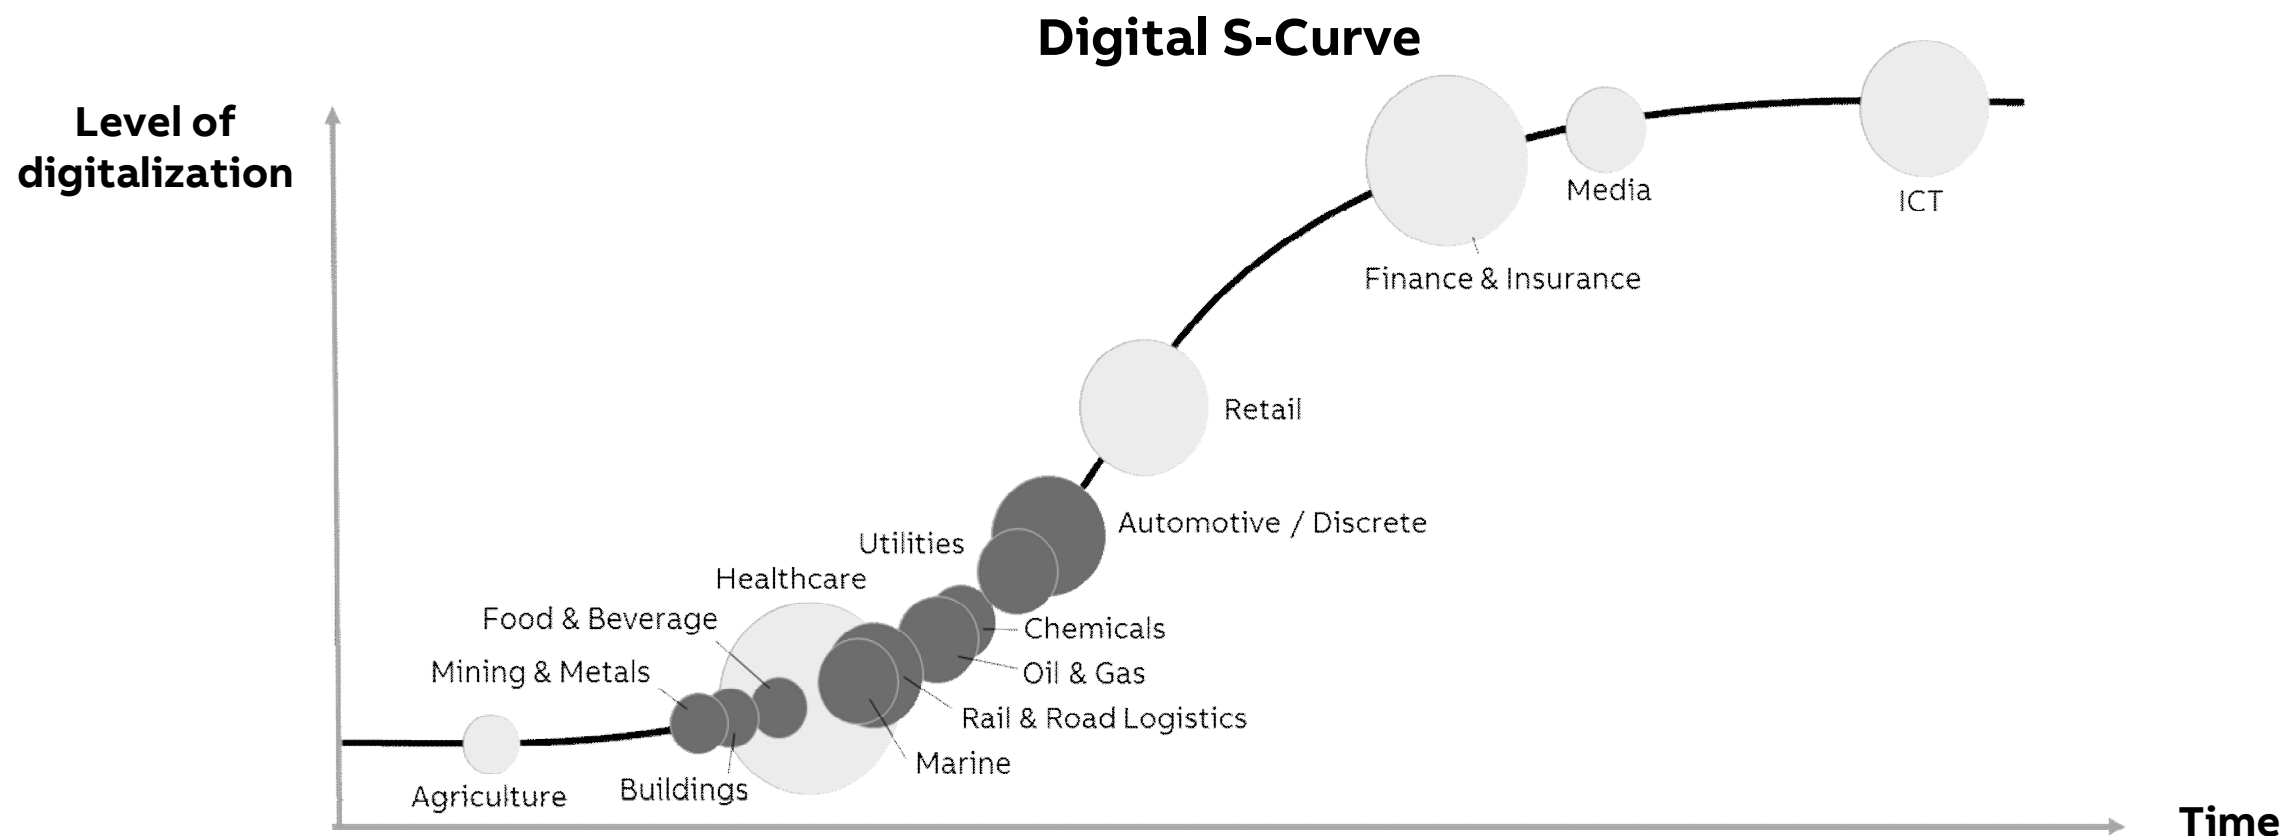 Digital S-Curve
Level of
digitalization
Media
ICT
Finance & Insurance
Retail
Automotive / Discrete
Utilities
Healthcare
Food & Beverage
Chemicals
Mining & Metals
Oil & Gas
Rail & Road Logistics
Marine
Buildings
Agriculture
Time